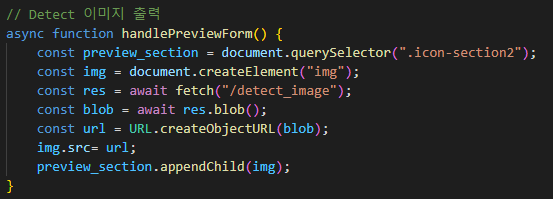 // Detect 이미지 출력
async function handlePreviewForm() {
    const preview_section = document.querySelector(".icon-section2");
    const img = document.createElement("img");
    const res = await fetch("/detect_image");
    const blob = await res.blob();
    const url = URL.createObjectURL(blob);
    img.src= url;
    preview_section.appendChild(img);
}